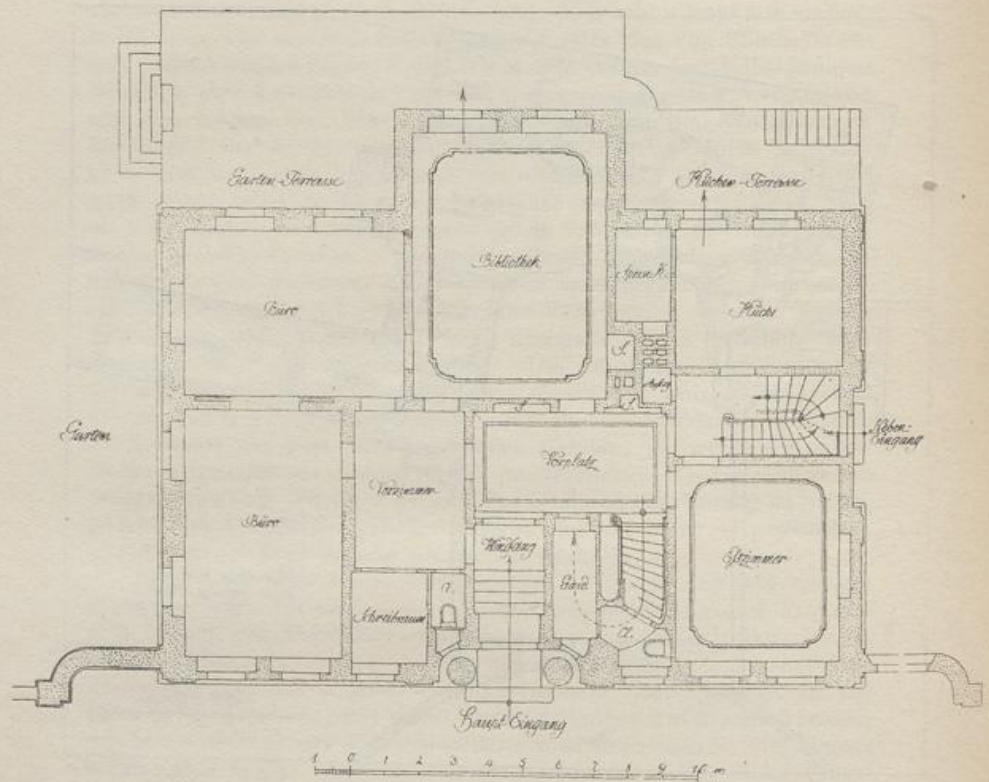 Garten-Terrasse
Küchen-Terrasse
Bibliothek
Speise K.
Küche
Büro
Garten
Neben-
Eingang
Vorplatz
Vorzimmer
Büro
Windfang
Esszimmer
Gard.
Schreibraum
Haupt Eingang
1 0 1 2 3 4 5 6 7 8 9 10 m